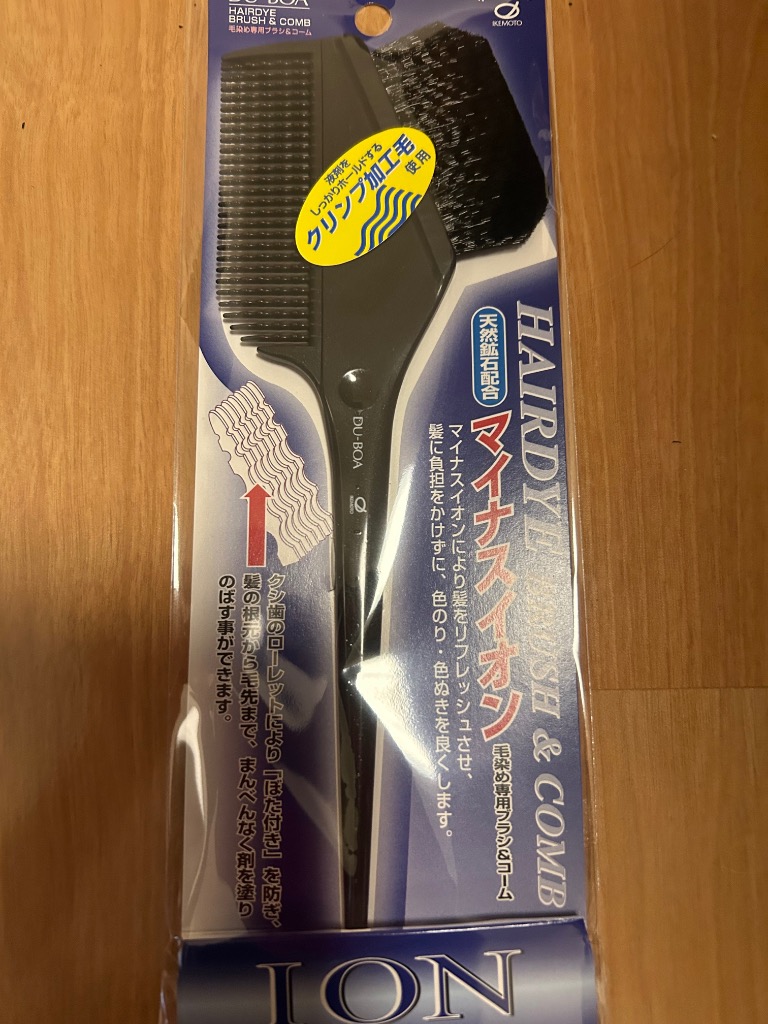 DU-BOA
HAIRDYE
BRUSH & COMB
毛染め専用ブラシ&コーム
IKEMOTO
液剤を
しっかりホールドする
クリンプ加工毛
使用
HAIRDYE BRUSH & COMB
天然鉱石配合
マイナスイオン
毛染め専用ブラシ&コーム
マイナスイオンにより髪をリフレッシュさせ、
髪に負担をかけずに、色のり・色ぬきを良くします。
DU-BOA
クシ歯のローレットにより『ぼた付き』を防ぎ、
髪の根元から毛先まで、まんべんなく剤を塗り
のばす事ができます。
ION